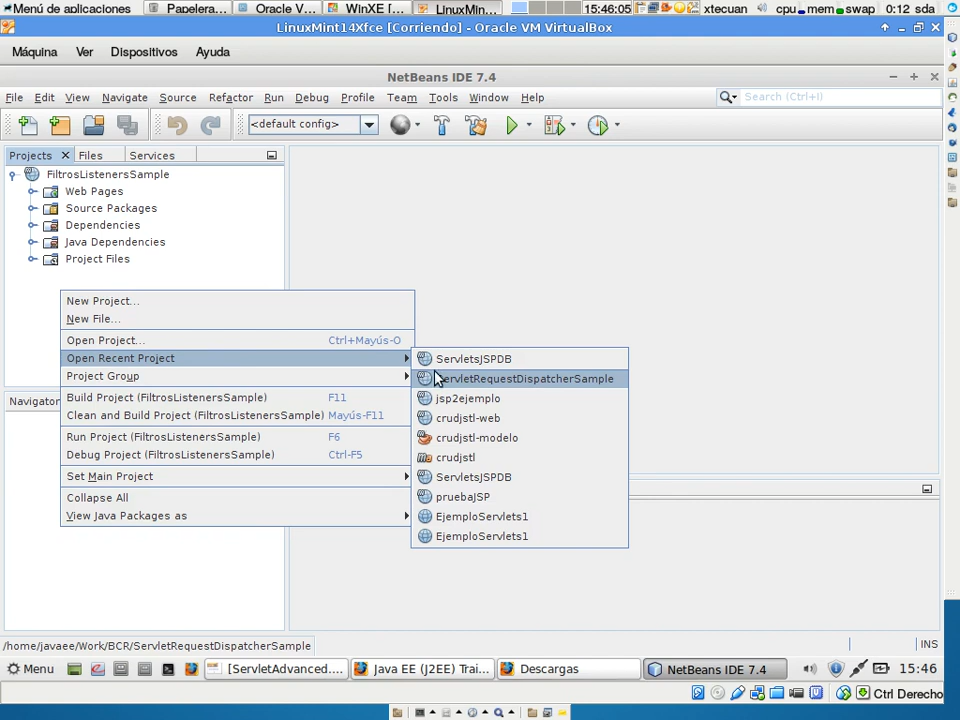 Menú de aplicaciones Papelera... Oracle V... WinXE [... LinuxMin... 15:46:05 xtecuan cpu mem swap 0:12 sda
LinuxMint14Xfce [Corriendo] - Oracle VM VirtualBox
Máquina Ver Dispositivos Ayuda
NetBeans IDE 7.4
File Edit View Navigate Source Refactor Run Debug Profile Team Tools Window Help Search (Ctrl+I)
<default config>
Projects Files Services
FiltrosListenersSample
Web Pages
Source Packages
Dependencies
Java Dependencies
Project Files
New Project...
New File...
Open Project... Ctrl+Mayús-O
Open Recent Project
Project Group
Build Project (FiltrosListenersSample) F11
Clean and Build Project (FiltrosListenersSample) Mayús-F11
Run Project (FiltrosListenersSample) F6
Debug Project (FiltrosListenersSample) Ctrl-F5
Set Main Project
Collapse All
View Java Packages as
ServletsJSPDB
ServletRequestDispatcherSample
jsp2ejemplo
crudjstl-web
crudjstl-modelo
crudjstl
ServletsJSPDB
pruebaJSP
EjemploServlets1
EjemploServlets1
Navigator
/home/javaee/Work/BCR/ServletRequestDispatcherSample
INS
Menu [ServletAdvanced.... Java EE (J2EE) Trai... Descargas NetBeans IDE 7.4 15:46
Ctrl Derecho